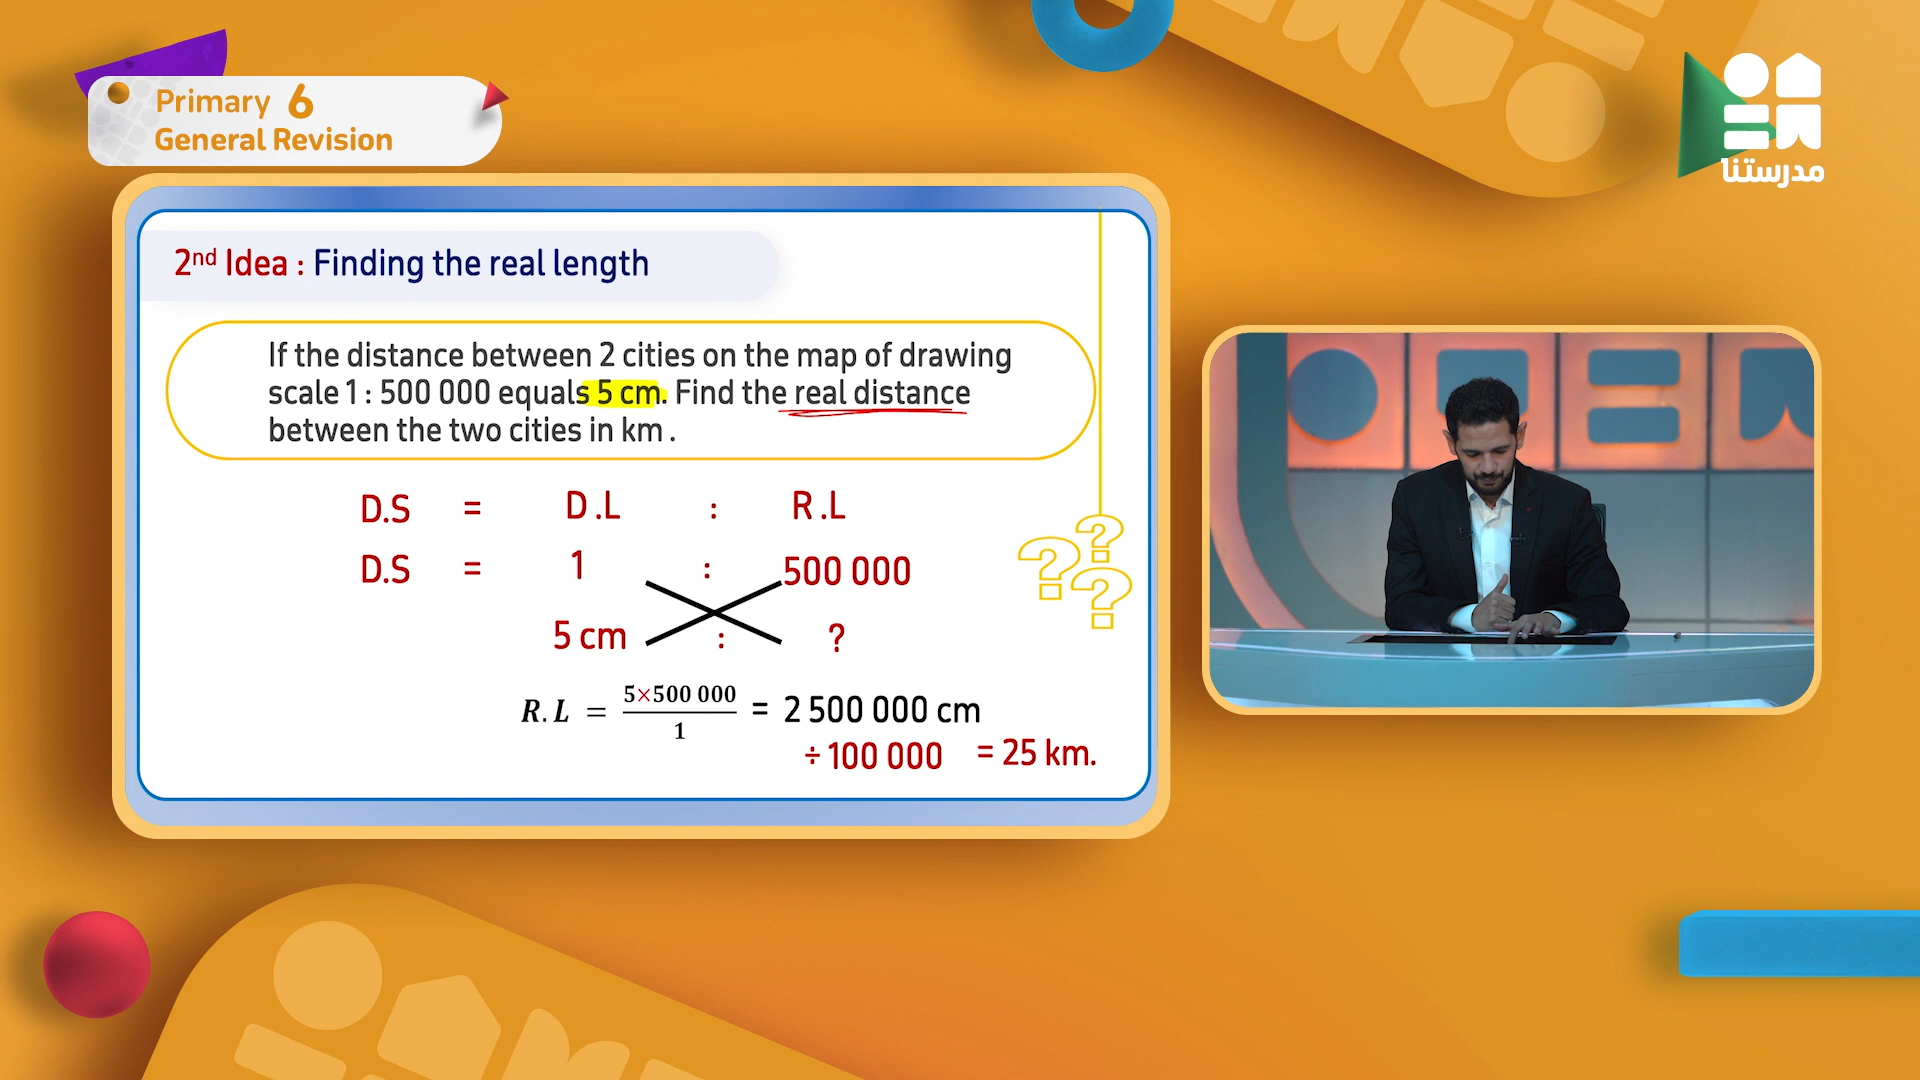 Primary 6
General Revision
مدرستنا
2nd Idea : Finding the real length
If the distance between 2 cities on the map of drawing
scale 1 : 500 000 equals 5 cm. Find the real distance
between the two cities in km .
D.S = D .L : R .L
D.S = 1 : 500 000
5 cm : ?
R. L = 5×500 000 / 1 = 2 500 000 cm
÷ 100 000 = 25 km.
? ? ?